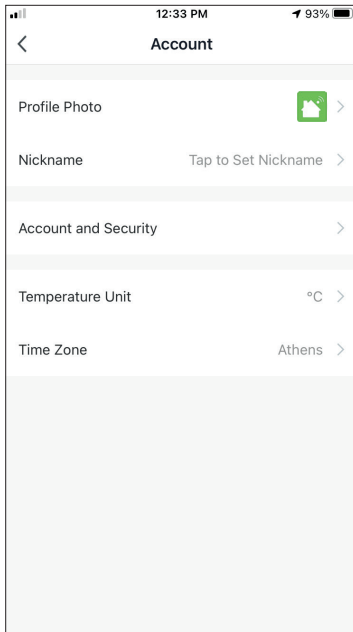 12:33 PM 93%
Account
Profile Photo
Nickname Tap to Set Nickname
Account and Security
Temperature Unit °C
Time Zone Athens